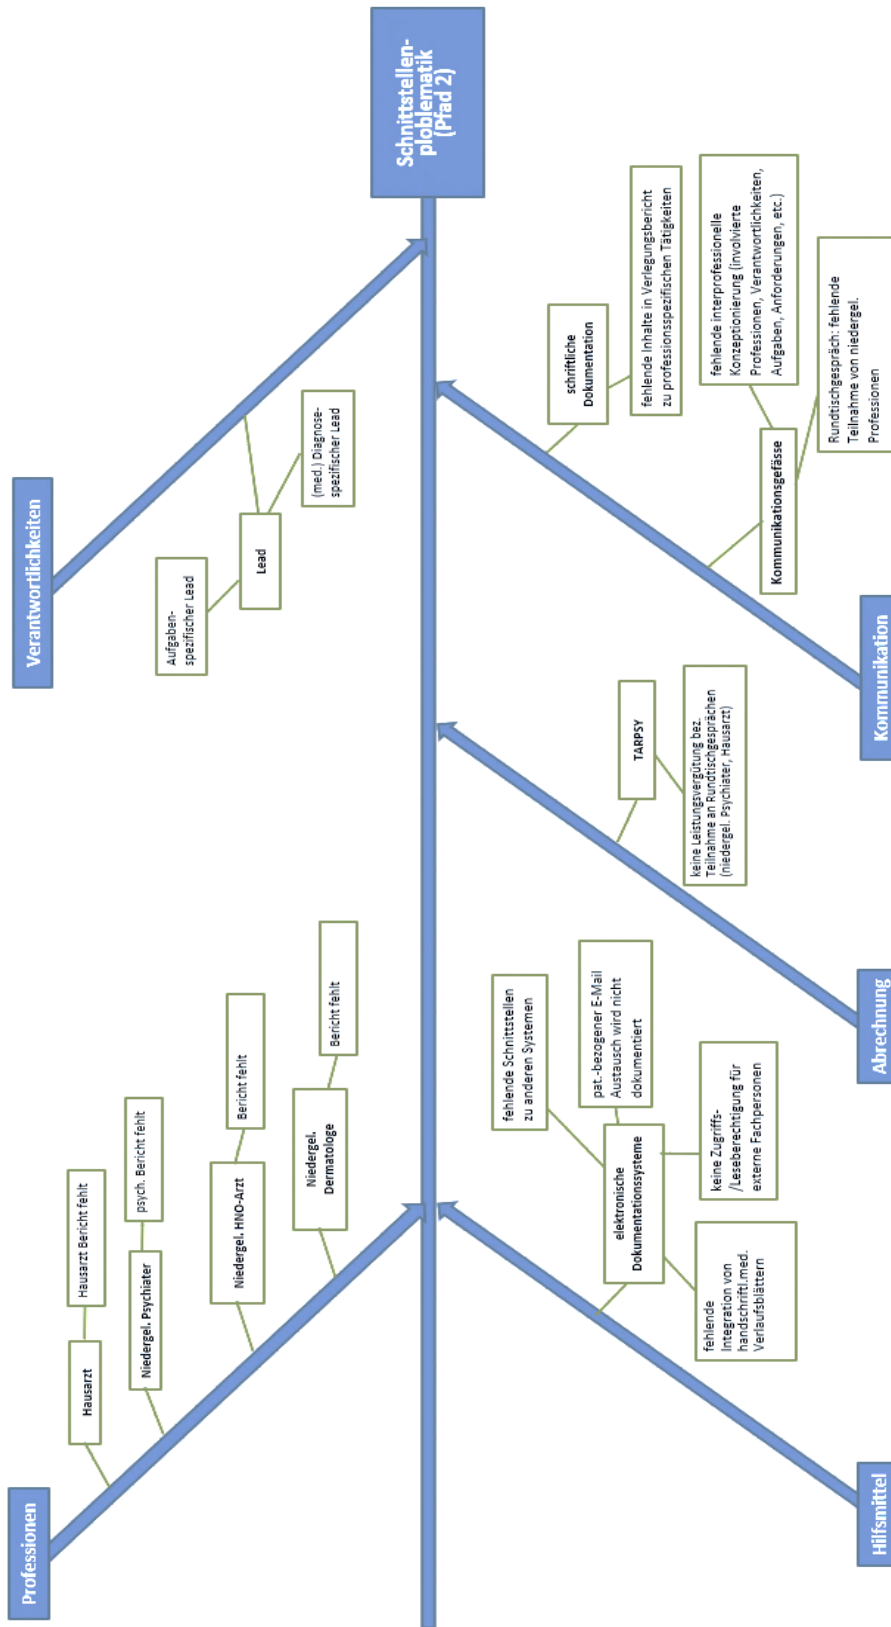 Professionen
Hausarzt
Hausarzt Bericht fehlt
Niedergel. Psychiater
psych. Bericht fehlt
Niedergel. HNO-Arzt
Bericht fehlt
Niedergel.
Dermatologe
Bericht fehlt
Verantwortlichkeiten
Aufgaben-
spezifischer Lead
Lead
(med.) Diagnose-
spezifischer Lead
Schnittstellen-
ploblematik
(Pfad 2)
Hilfsmittel
elektronische
Dokumentationssysteme
fehlende Schnittstellen
zu anderen Systemen
pat.-bezogener E-Mail
Austausch wird nicht
dokumentiert
keine Zugriffs-
/Leseberechtigung für
externe Fachpersonen
fehlende
Integration von
handschriftl.med.
Verlaufsblättern
Abrechnung
TARPSY
keine Leistungsvergütung bez.
Teilnahme an Rundtischgesprächen
(niedergel. Psychiater, Hausarzt)
Kommunikation
schriftliche
Dokumentation
fehlende Inhalte in Verlegungsbericht
zu professionsspezifischen Tätigkeiten
Kommunikationsgefässe
fehlende interprofessionelle
Konzeptionierung (involvierte
Professionen, Verantwortlichkeiten,
Aufgaben, Anforderungen, etc.)
Rundtischgespräch: fehlende
Teilnahme von niedergel.
Professionen